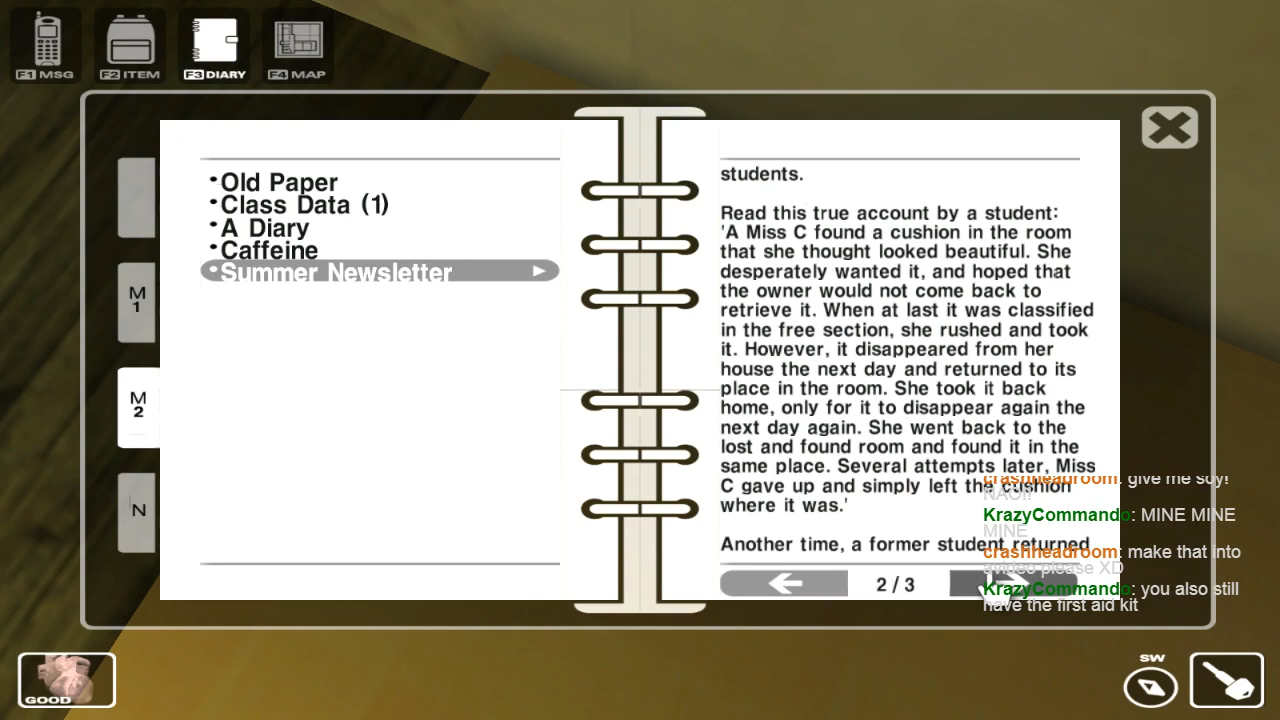 F1 MSG
F2 ITEM
F3 DIARY
F4 MAP
M
1
M
2
N
•Old Paper
•Class Data (1)
•A Diary
•Caffeine
•Summer Newsletter
students.
Read this true account by a student:
'A Miss C found a cushion in the room
that she thought looked beautiful. She
desperately wanted it, and hoped that
the owner would not come back to
retrieve it. When at last it was classified
in the free section, she rushed and took
it. However, it disappeared from her
house the next day and returned to its
place in the room. She took it back
home, only for it to disappear again the
next day again. She went back to the
lost and found room and found it in the
same place. Several attempts later, Miss
C gave up and simply left the cushion
where it was.'
Another time, a former student returned
2 / 3
crashheadroom: give me soy!
NAO!!
KrazyCommando: MINE MINE
MINE
crashheadroom: make that into
avideo please XD
KrazyCommando: you also still
have the first aid kit
GOOD
SW